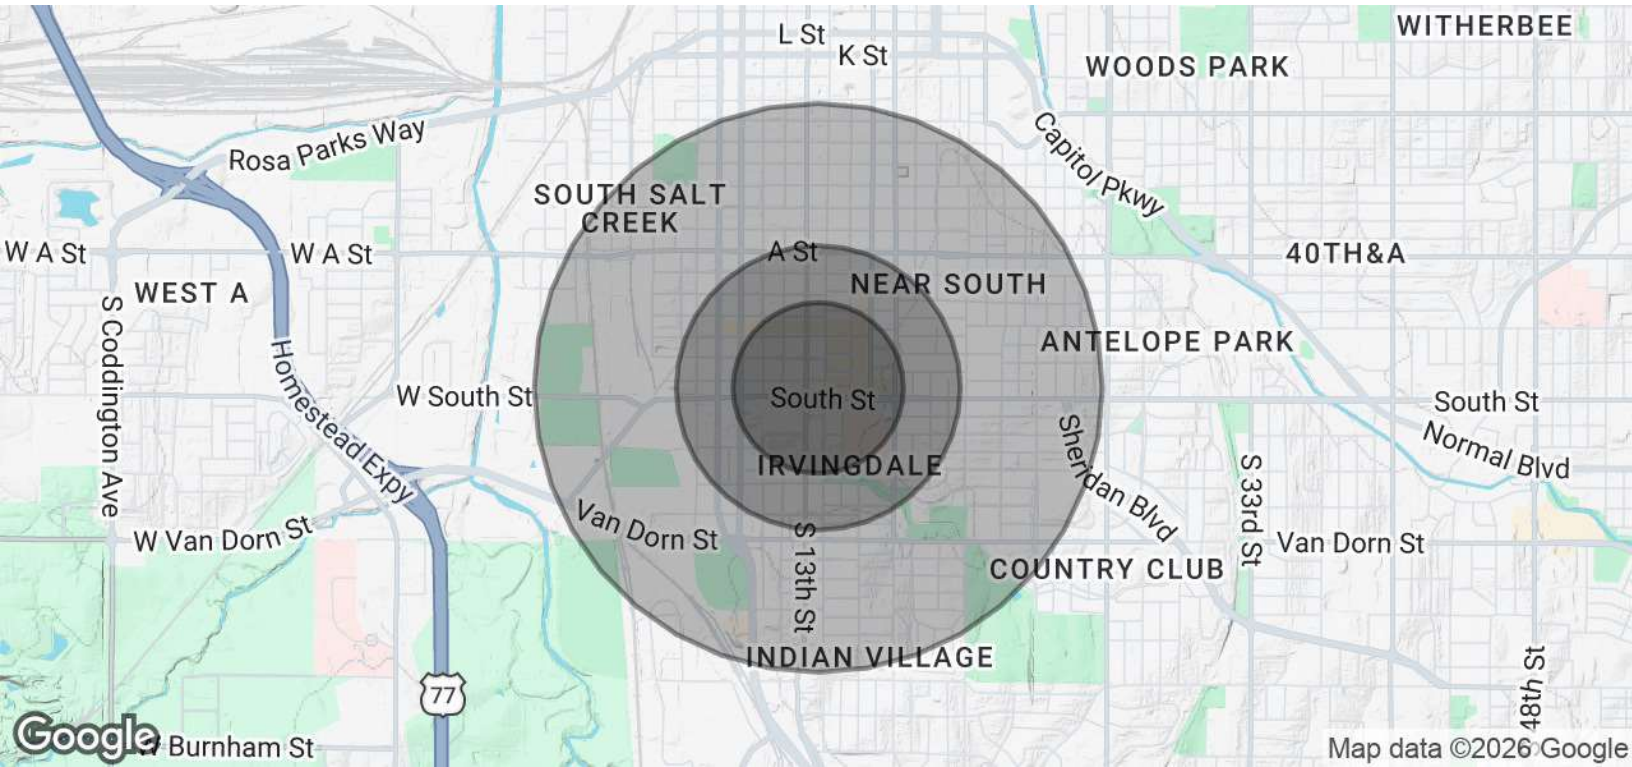 L St
K St
WITHERBEE
WOODS PARK
Rosa Parks Way
Capitol Pkwy
SOUTH SALT
CREEK
W A St
W A St
A St
40TH&A
WEST A
NEAR SOUTH
S Coddington Ave
Homestead Expy
ANTELOPE PARK
W South St
South St
South St
Normal Blvd
Sheridan Blvd
S 33rd St
IRVINGDALE
Van Dorn St
W Van Dorn St
S 13th St
Van Dorn St
COUNTRY CLUB
INDIAN VILLAGE
77
S 48th St
Google
W Burnham St
Map data ©2026 Google